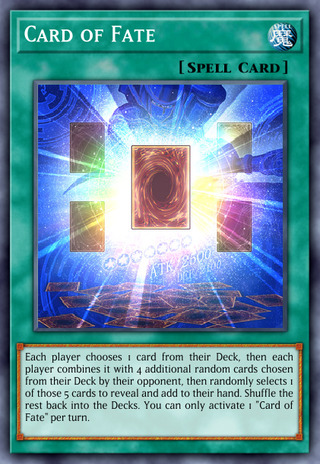 Card of Fate
[Spell Card]
Each player chooses 1 card from their Deck, then each
player combines it with 4 additional random cards chosen
from their Deck by their opponent, then randomly selects 1
of those 5 cards to reveal and add to their hand. Shuffle the
rest back into the Decks. You can only activate 1 "Card of
Fate" per turn.